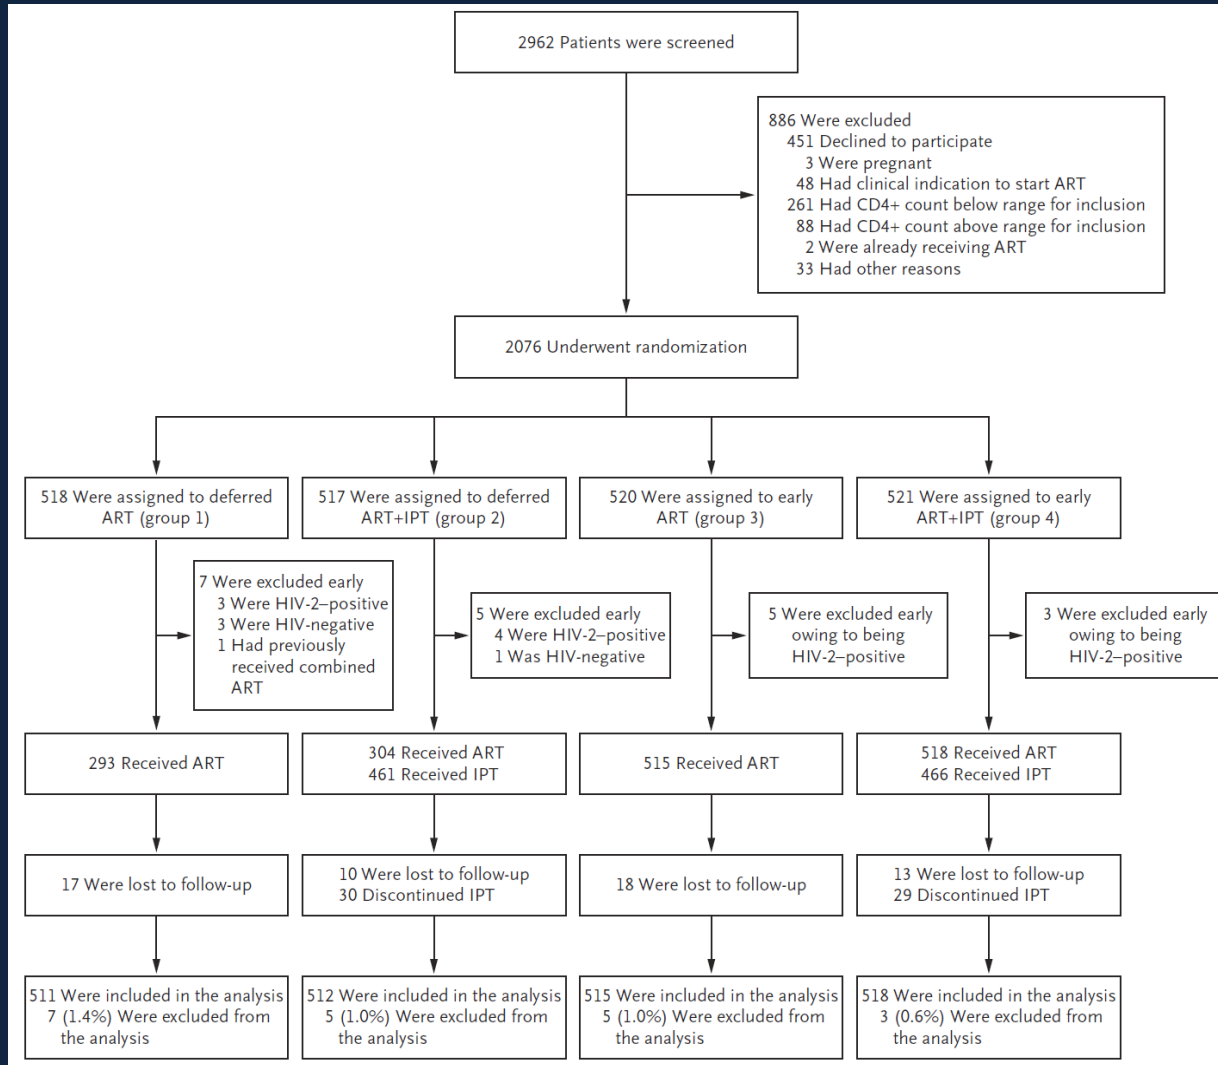 2962 Patients were screened
886 Were excluded
451 Declined to participate
3 Were pregnant
48 Had clinical indication to start ART
261 Had CD4+ count below range for inclusion
88 Had CD4+ count above range for inclusion
2 Were already receiving ART
33 Had other reasons
2076 Underwent randomization
518 Were assigned to deferred
ART (group 1)
517 Were assigned to deferred
ART+IPT (group 2)
520 Were assigned to early
ART (group 3)
521 Were assigned to early
ART+IPT (group 4)
7 Were excluded early
3 Were HIV-2–positive
3 Were HIV-negative
1 Had previously
received combined
ART
5 Were excluded early
4 Were HIV-2–positive
1 Was HIV-negative
5 Were excluded early
owing to being
HIV-2–positive
3 Were excluded early
owing to being
HIV-2–positive
293 Received ART
304 Received ART
461 Received IPT
515 Received ART
518 Received ART
466 Received IPT
17 Were lost to follow-up
10 Were lost to follow-up
30 Discontinued IPT
18 Were lost to follow-up
13 Were lost to follow-up
29 Discontinued IPT
511 Were included in the analysis
7 (1.4%) Were excluded from
the analysis
512 Were included in the analysis
5 (1.0%) Were excluded from
the analysis
515 Were included in the analysis
5 (1.0%) Were excluded from
the analysis
518 Were included in the analysis
3 (0.6%) Were excluded from
the analysis